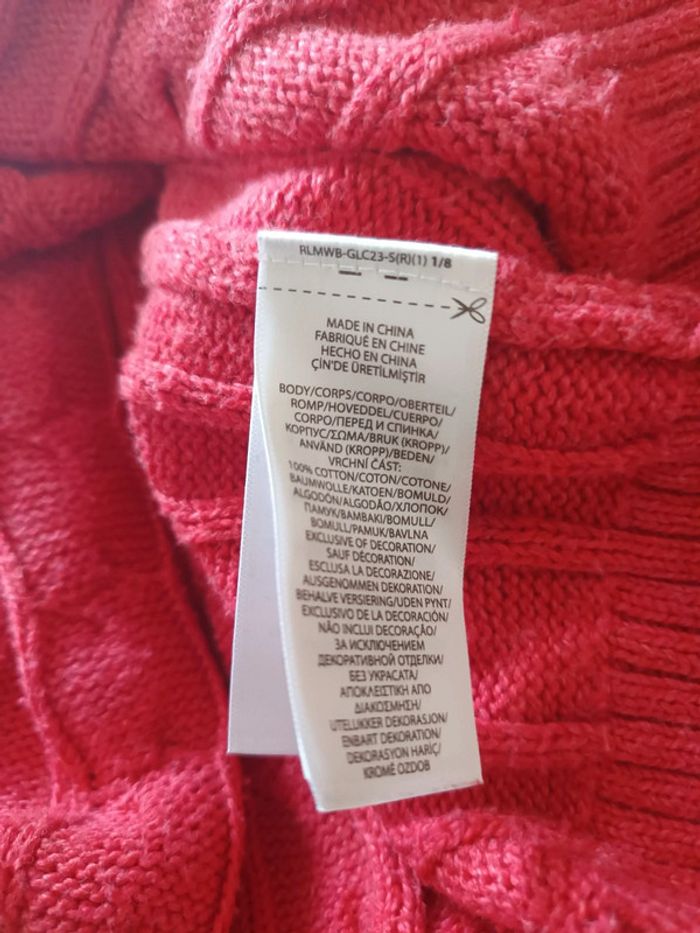 RLMWB-GLC23-S(R)(1) 1/8
MADE IN CHINA
FABRIQUÉ EN CHINE
HECHO EN CHINA
ÇİN'DE ÜRETİLMİŞTİR
BODY/CORPS/CORPO/OBERTEIL/
ROMP/HOVEDDEL/CUERPO/
CORPO/ПЕРЕД И СПИНКА/
КОРПУС/ΣΩΜΑ/BRUK (KROPP)/
ANVÄND (KROPP)/BEDEN/
VRCHNÍ ČÁST:
100% COTTON/COTON/COTONE/
BAUMWOLLE/KATOEN/BOMULD/
ALGODÓN/ALGODÃO/ХЛОПОК/
ПАМУК/BAMBAKI/BOMULL/
BOMULL/PAMUK/BAVLNA
EXCLUSIVE OF DECORATION/
SAUF DÉCORATION/
ESCLUSA LA DECORAZIONE/
AUSGENOMMEN DEKORATION/
BEHALVE VERSIERING/UDEN PYNT/
EXCLUSIVO DE LA DECORACIÓN/
NÃO INCLUI DECORAÇÃO/
ЗА ИСКЛЮЧЕНИЕМ
ДЕКОРАТИВНОЙ ОТДЕЛКИ/
БЕЗ УКРАСАТА/
ΑΠΟΚΛΕΙΣΤΙΚΗ ΑΠΟ
ΔΙΑΚΟΣΜΗΣΗ/
UTELUKKER DEKORASJON/
ENBART DEKORATION/
DEKORASYON HARİÇ/
KROMĚ OZDOB